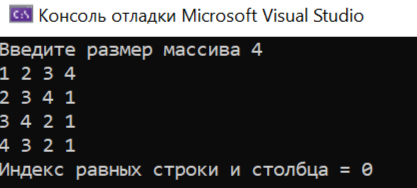 Консоль отладки Microsoft Visual Studio
Введите размер массива 4
1 2 3 4
2 3 4 1
3 4 2 1
4 3 2 1
Индекс равных строки и столбца = 0